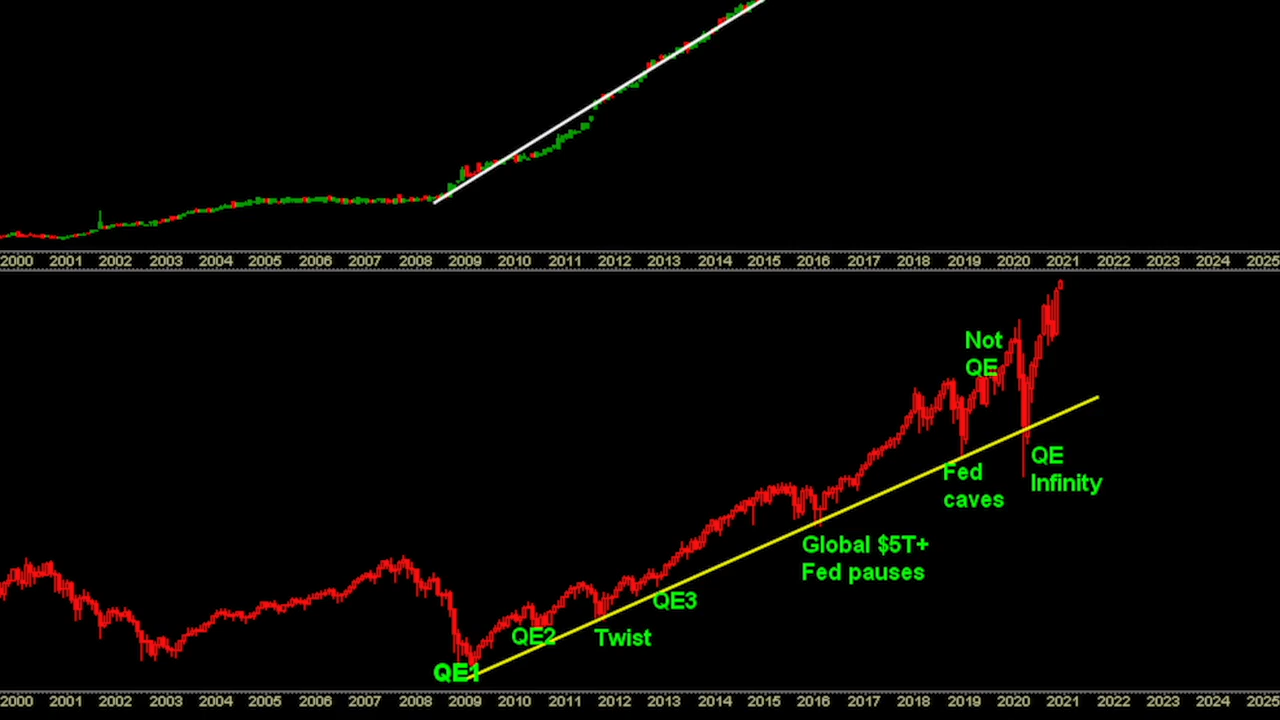 2000 2001 2002 2003 2004 2005 2006 2007 2008 2009 2010 2011 2012 2013 2014 2015 2016 2017 2018 2019 2020 2021 2022 2023 2024 2025
Not
QE
QE
Infinity
Fed
caves
Global $5T+
Fed pauses
QE3
Twist
QE2
QE1
2000 2001 2002 2003 2004 2005 2006 2007 2008 2009 2010 2011 2012 2013 2014 2015 2016 2017 2018 2019 2020 2021 2022 2023 2024 2025